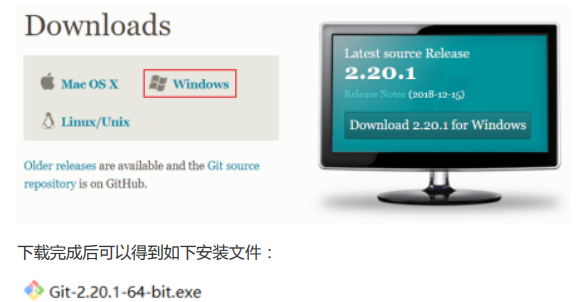 Downloads
Mac OS X
Windows
Linux/Unix
Older releases are available and the Git source
repository is on GitHub.
Latest source Release
2.20.1
Release Notes (2018-12-15)
Download 2.20.1 for Windows
下载完成后可以得到如下安装文件：
Git-2.20.1-64-bit.exe